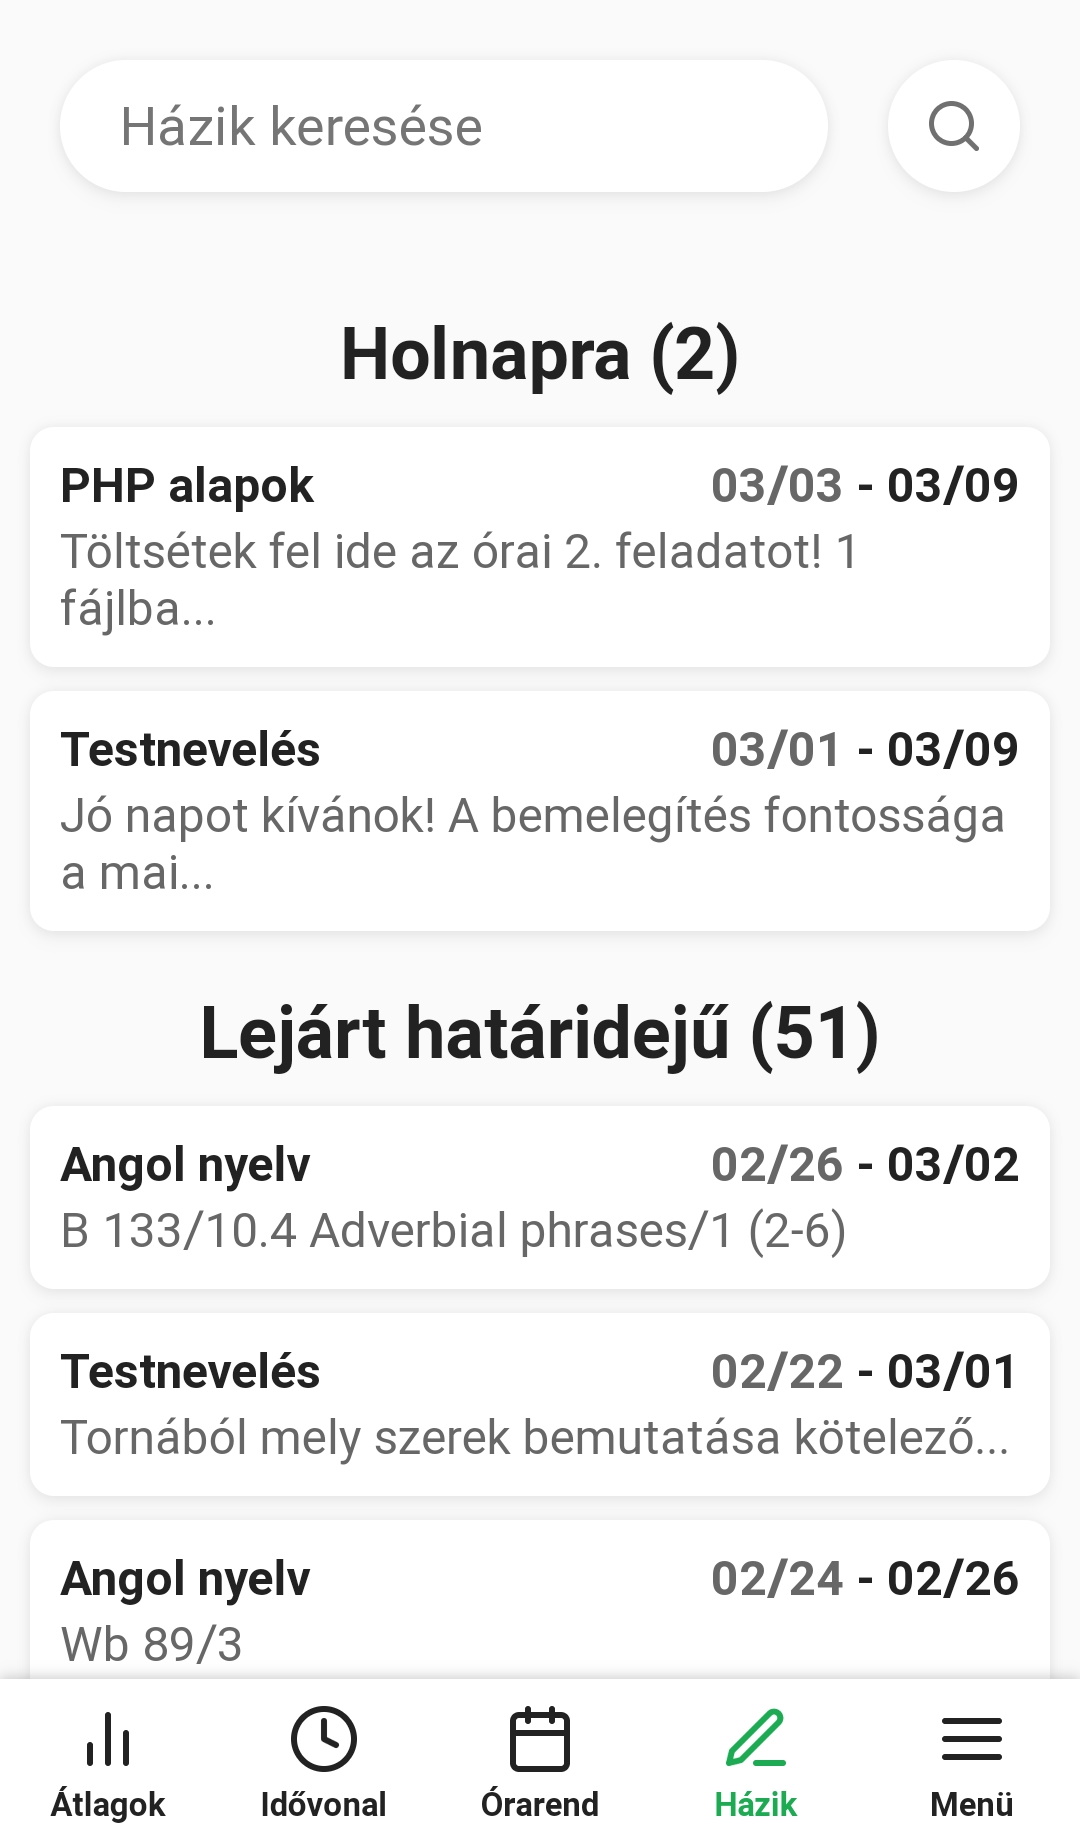 Házik keresése
Holnapra (2)
PHP alapok 03/03 - 03/09
Töltsétek fel ide az órai 2. feladatot! 1
fájlba...
Testnevelés 03/01 - 03/09
Jó napot kívánok! A bemelegítés fontossága
a mai...
Lejárt határidejű (51)
Angol nyelv 02/26 - 03/02
B 133/10.4 Adverbial phrases/1 (2-6)
Testnevelés 02/22 - 03/01
Tornából mely szerek bemutatása kötelező...
Angol nyelv 02/24 - 02/26
Wb 89/3
Átlagok Idővonal Órarend Házik Menü